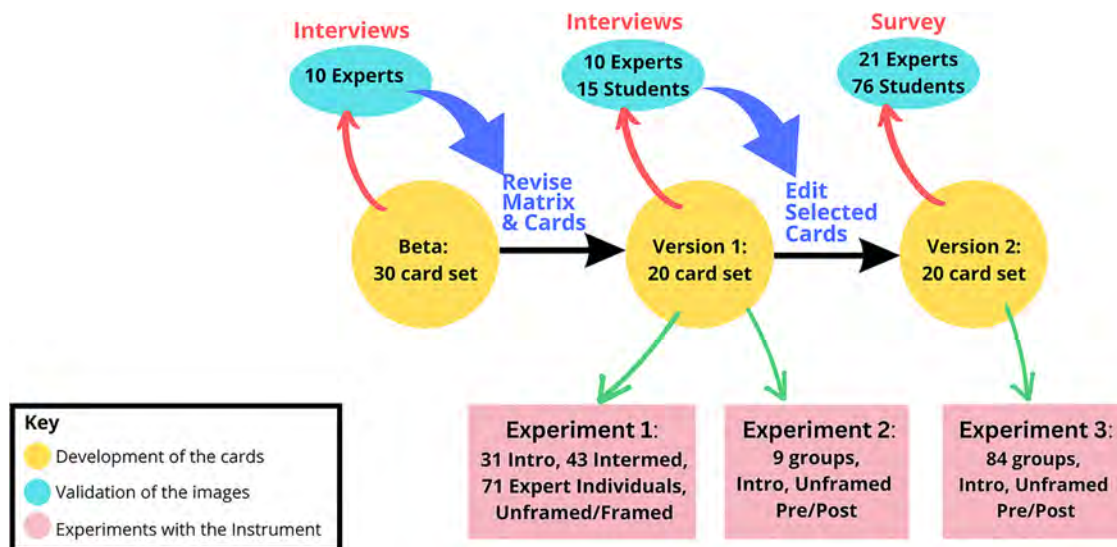 Interviews
10 Experts
Interviews
10 Experts
15 Students
Survey
21 Experts
76 Students
Revise
Matrix
& Cards
Edit
Selected
Cards
Beta:
30 card set
Version 1:
20 card set
Version 2:
20 card set
Key
Development of the cards
Validation of the images
Experiments with the Instrument
Experiment 1:
31 Intro, 43 Intermed,
71 Expert Individuals,
Unframed/Framed
Experiment 2:
9 groups,
Intro, Unframed
Pre/Post
Experiment 3:
84 groups,
Intro, Unframed
Pre/Post